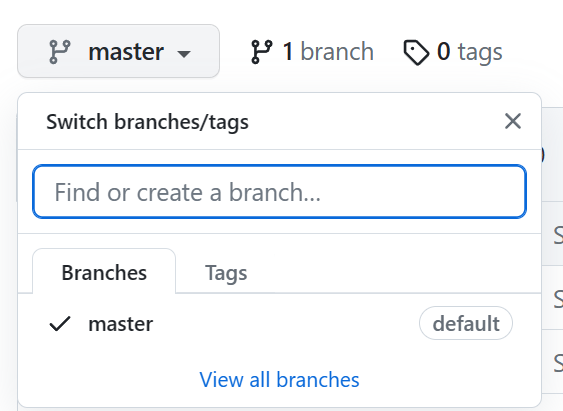 master 1 branch 0 tags
Switch branches/tags
Find or create a branch...
Branches Tags
master default
View all branches